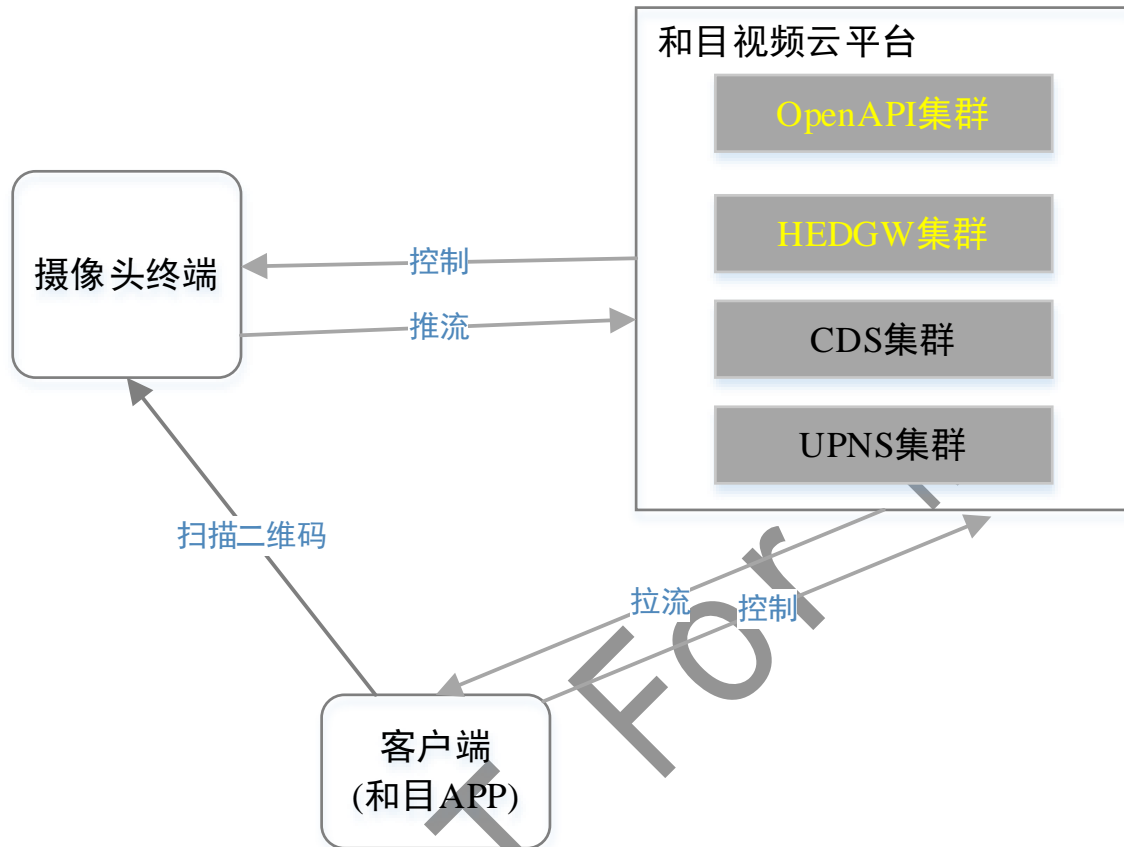 和目视频云平台
OpenAPI集群
HEDGW集群
CDS集群
UPNS集群
摄像头终端
控制
推流
扫描二维码
拉流
控制
客户端
(和目APP)
T For